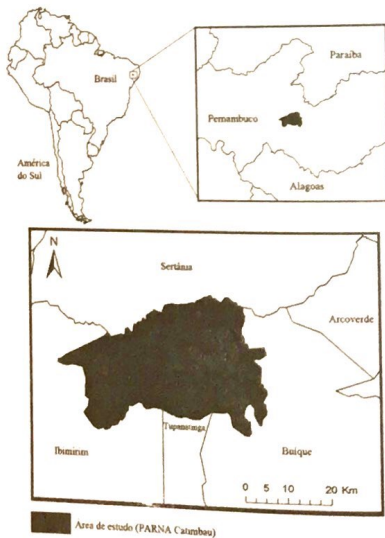 Brasil
América
do Sul
Paraíba
Pernambuco
Alagoas
N
Sertânia
Arcoverde
Ibimirim
Tupanatinga
Buíque
0 5 10 20 Km
Área de estudo (PARNA Catimbau)